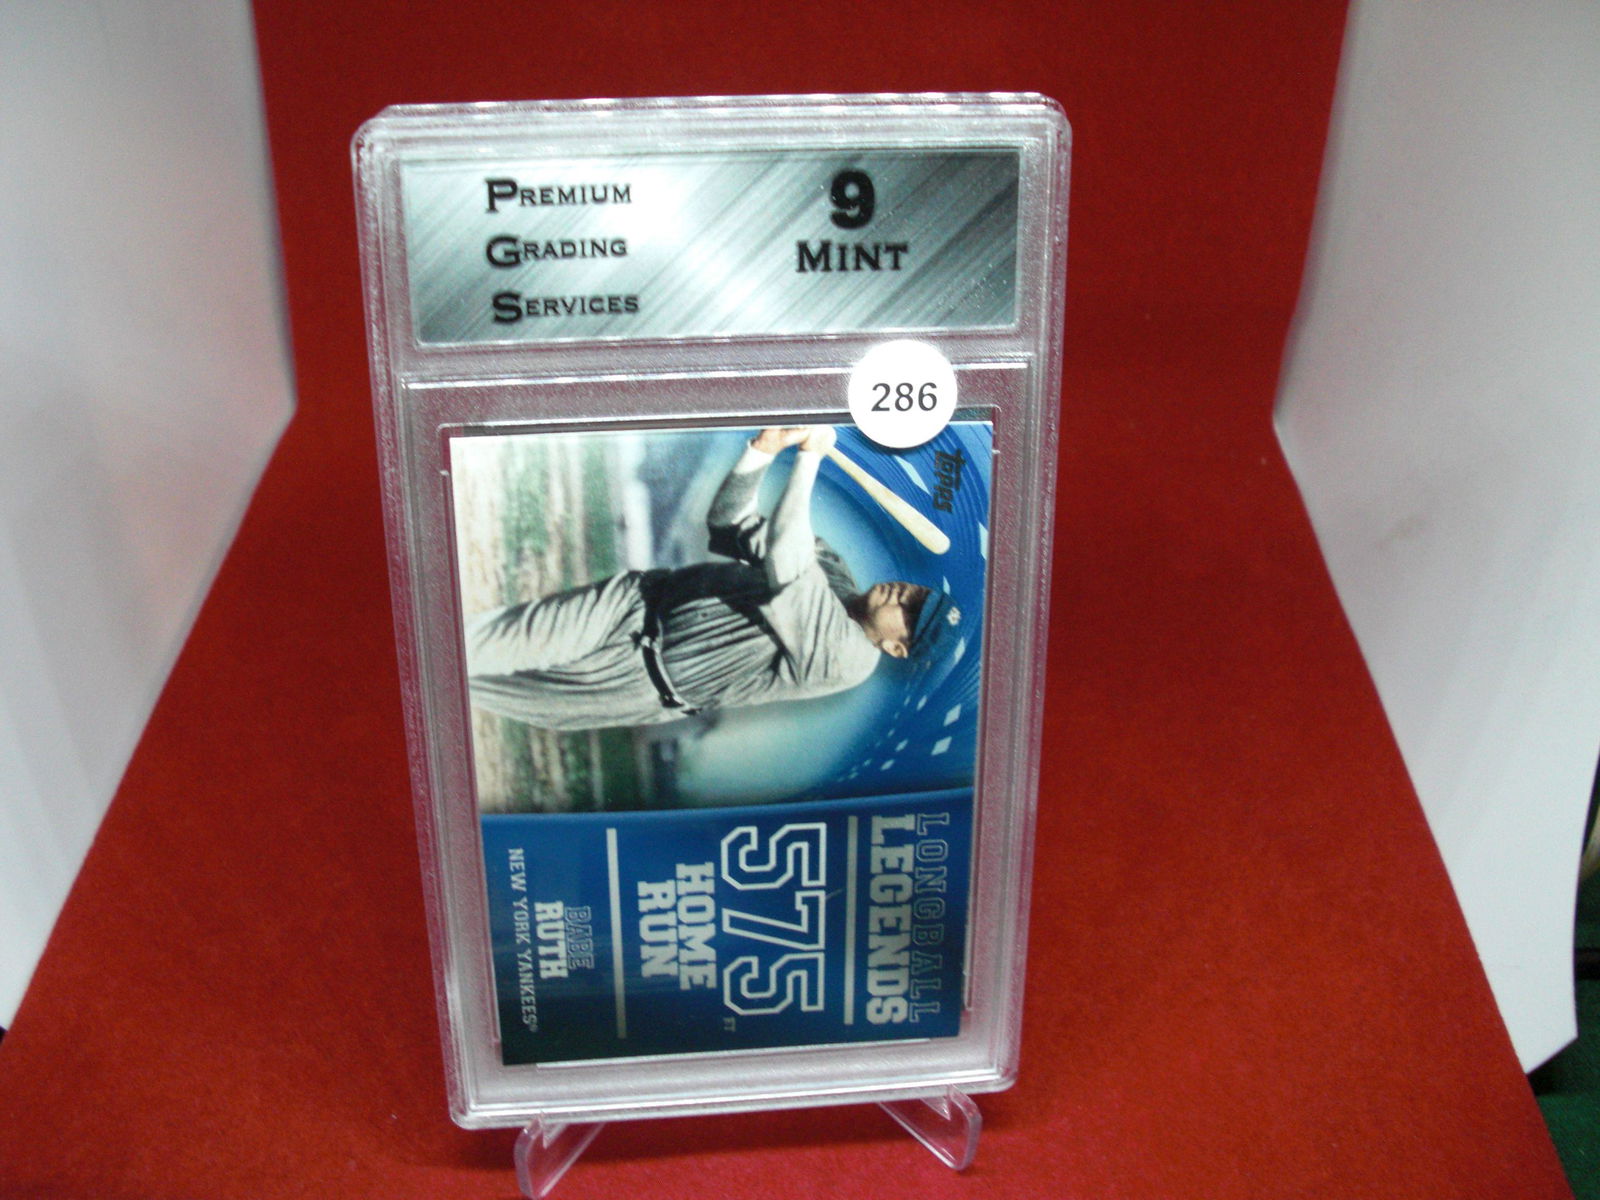 PREMIUM
GRADING
SERVICES
9
MINT
286
Topps
LONGBALL
LEGENDS
575 FT
HOME
RUN
BABE
RUTH
NEW YORK YANKEES®